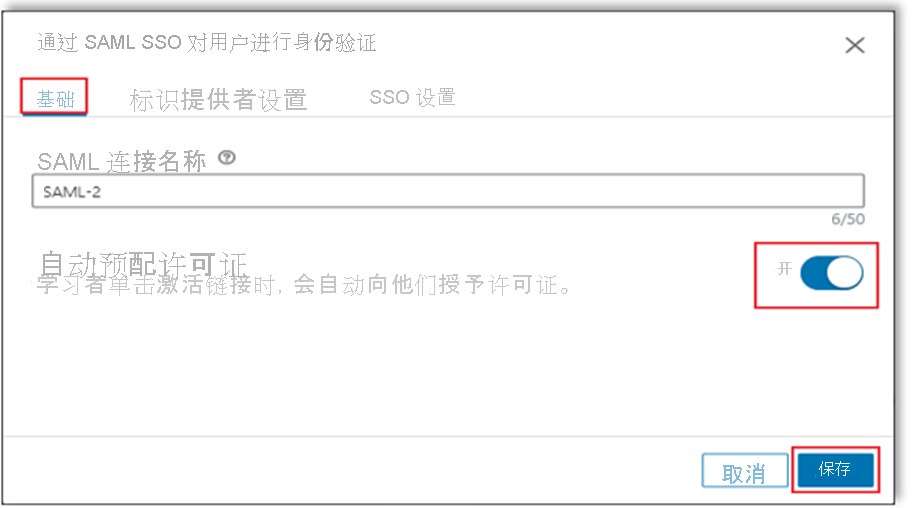 通过 SAML SSO 对用户进行身份验证
基础 标识提供者设置 SSO 设置
SAML 连接名称
SAML-2
6/50
自动预配许可证
开
学习者单击激活链接时, 会自动向他们授予许可证。
取消 保存